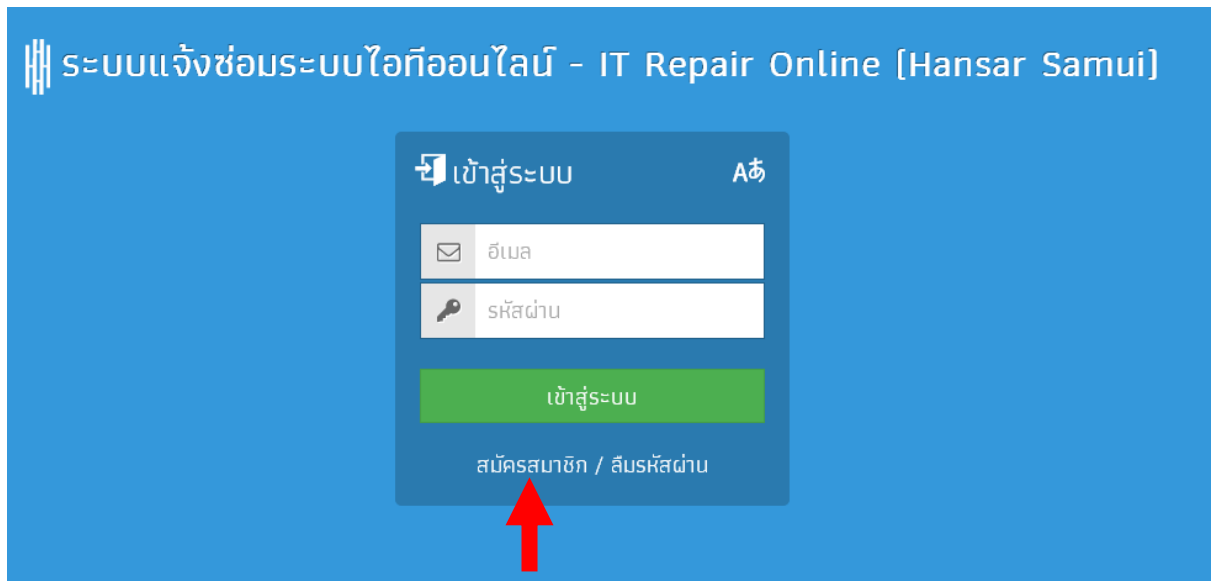 ระบบแจ้งซ่อมระบบไอทีออนไลน์ - IT Repair Online (Hansar Samui)
เข้าสู่ระบบ Aあ
อีเมล
รหัสผ่าน
เข้าสู่ระบบ
สมัครสมาชิก / ลืมรหัสผ่าน